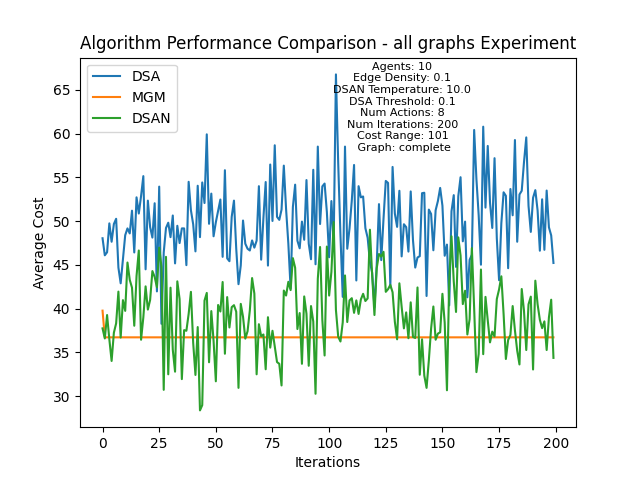 Algorithm Performance Comparison - all graphs Experiment
DSA
MGM
DSAN
Agents: 10
Edge Density: 0.1
DSAN Temperature: 10.0
DSA Threshold: 0.1
Num Actions: 8
Num Iterations: 200
Cost Range: 101
Graph: complete
Average Cost
65
60
55
50
45
40
35
30
0 25 50 75 100 125 150 175 200
Iterations